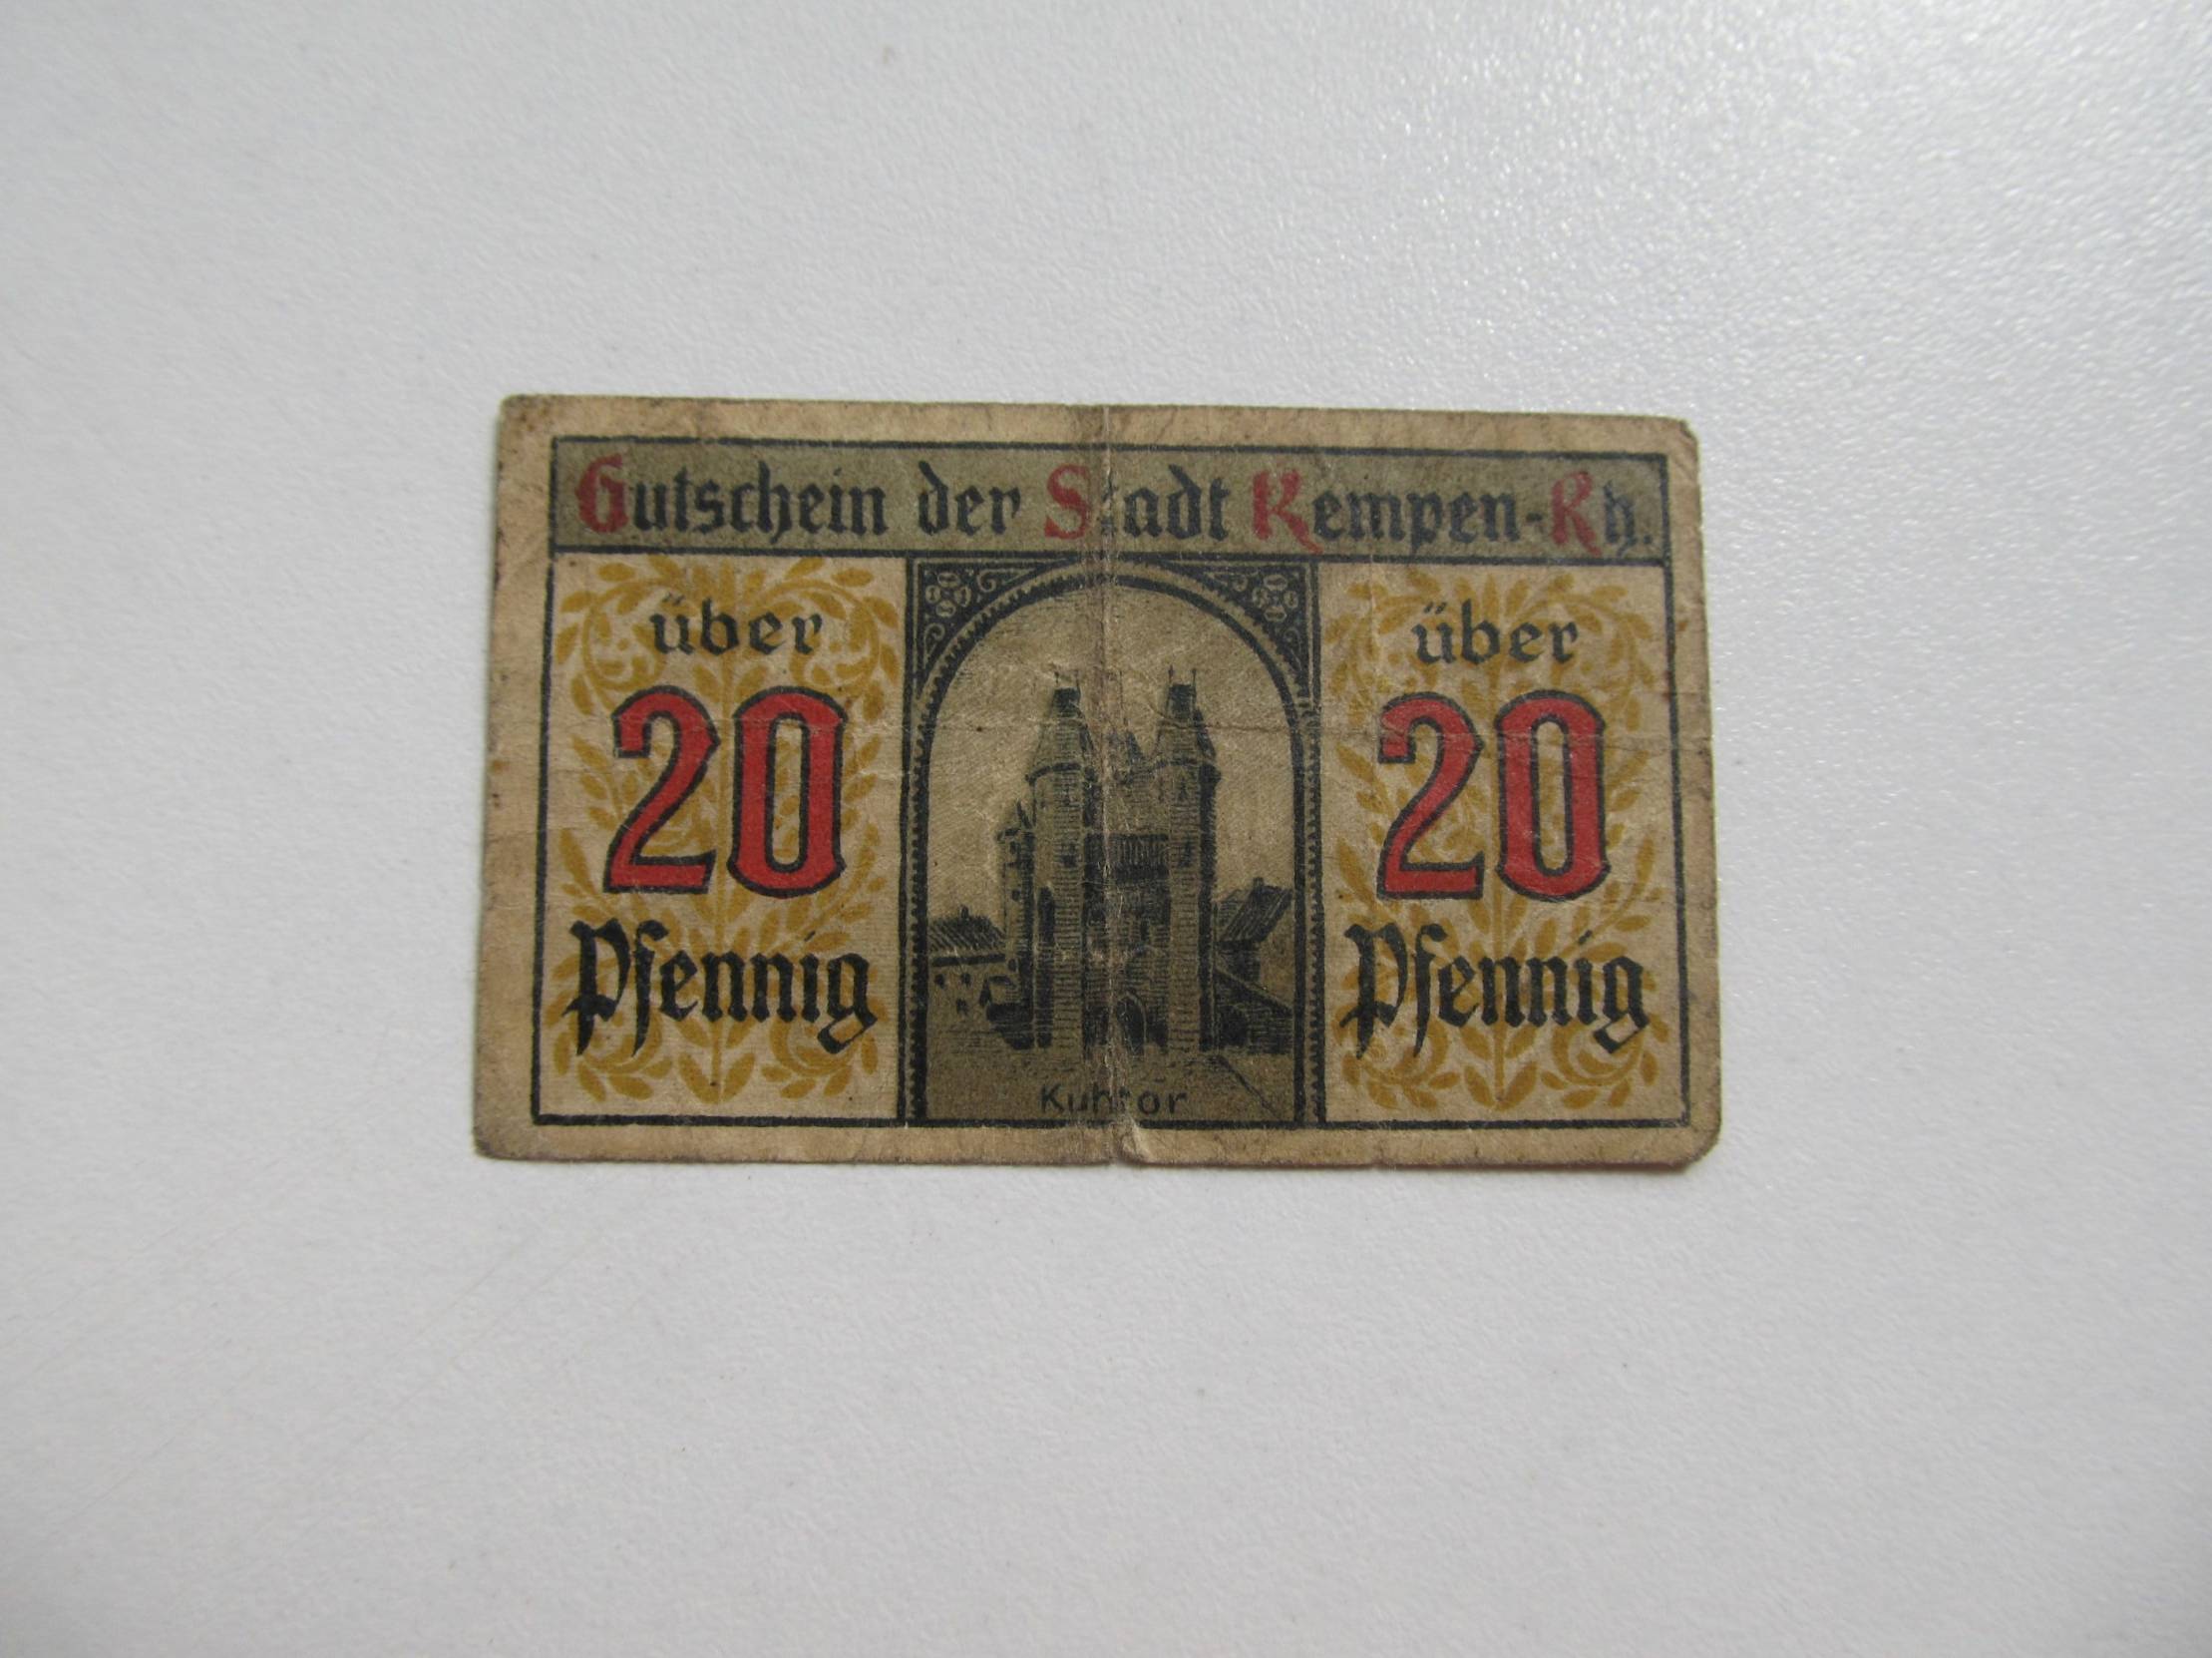 Gutschein der Stadt Kempen-Rh.
über
20
Pfennig
Kuhtor
über
20
Pfennig